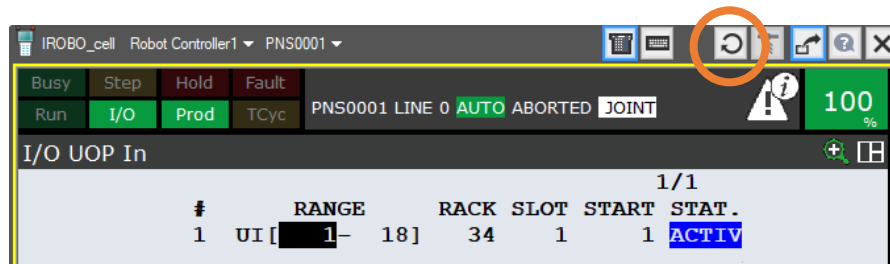 IROBO_cell Robot Controller1 PNS0001
Busy Step Hold Fault
Run I/O Prod TCyc
PNS0001 LINE 0 AUTO ABORTED JOINT
100
%
I/O UOP In
1/1
# RANGE RACK SLOT START STAT.
1 UI[ 1- 18] 34 1 1 ACTIV